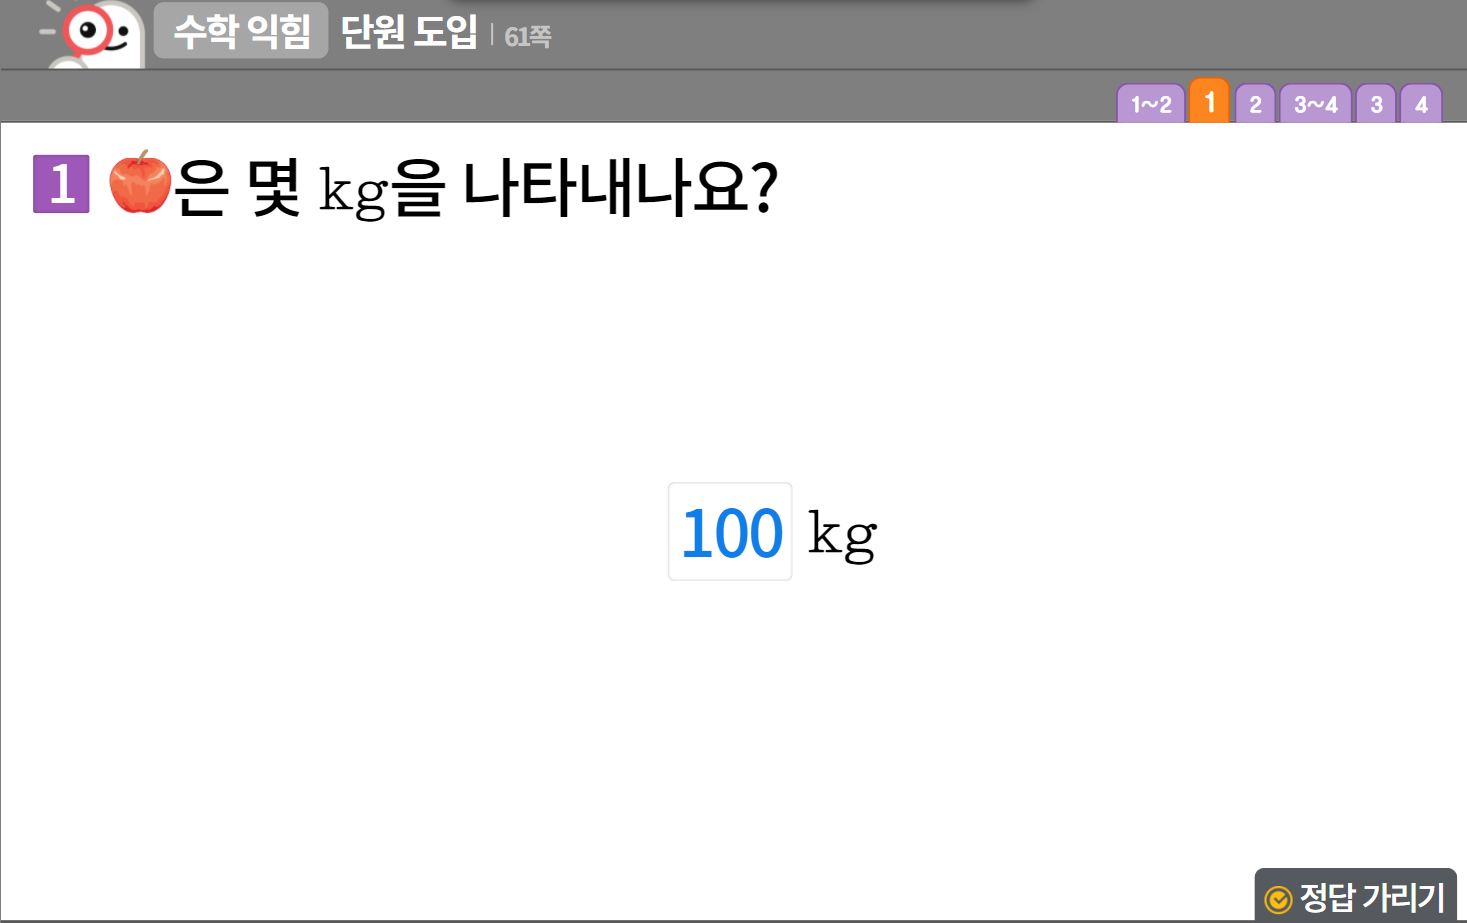 수학 익힘 단원 도입 61쪽
1~2 1 2 3~4 3 4
1 은 몇 kg을 나타내나요?
100 kg
정답 가리기